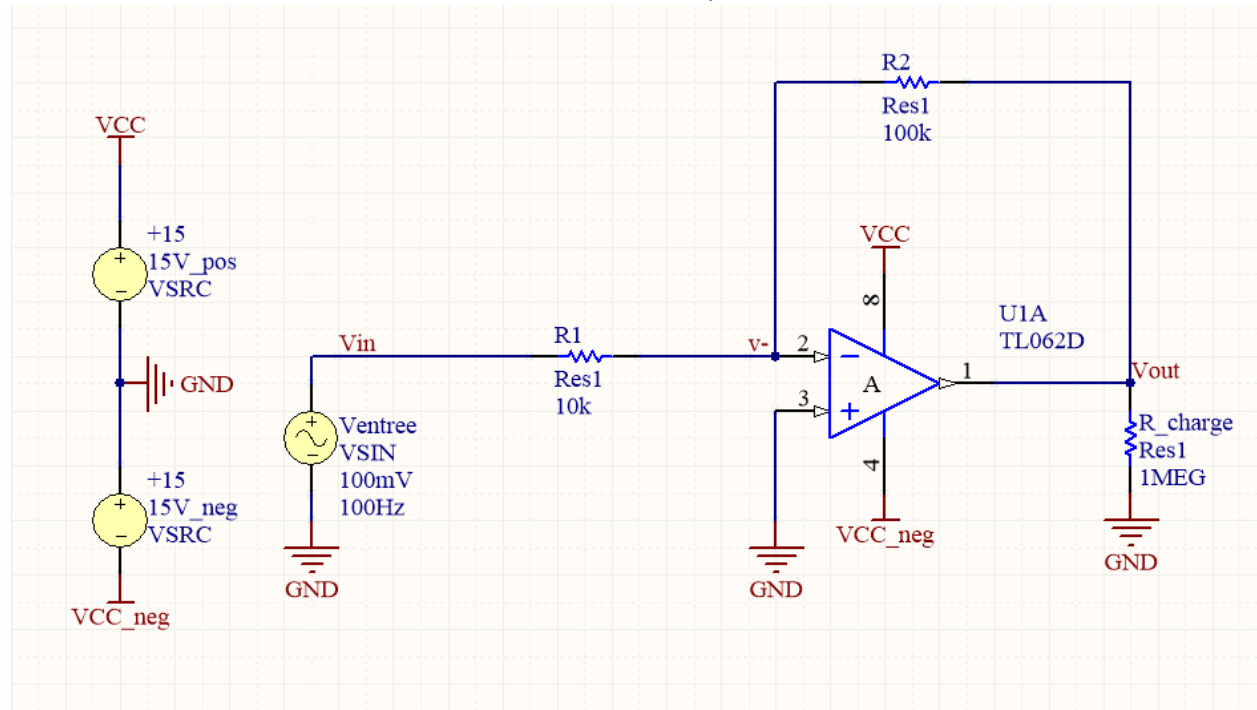 VCC
+15
15V_pos
VSRC
GND
+15
15V_neg
VSRC
VCC_neg
Vin
Ventree
VSIN
100mV
100Hz
GND
R1
Res1
10k
R2
Res1
100k
v-
2
3
GND
VCC
8
A
4
VCC_neg
U1A
TL062D
1
Vout
R_charge
Res1
1MEG
GND